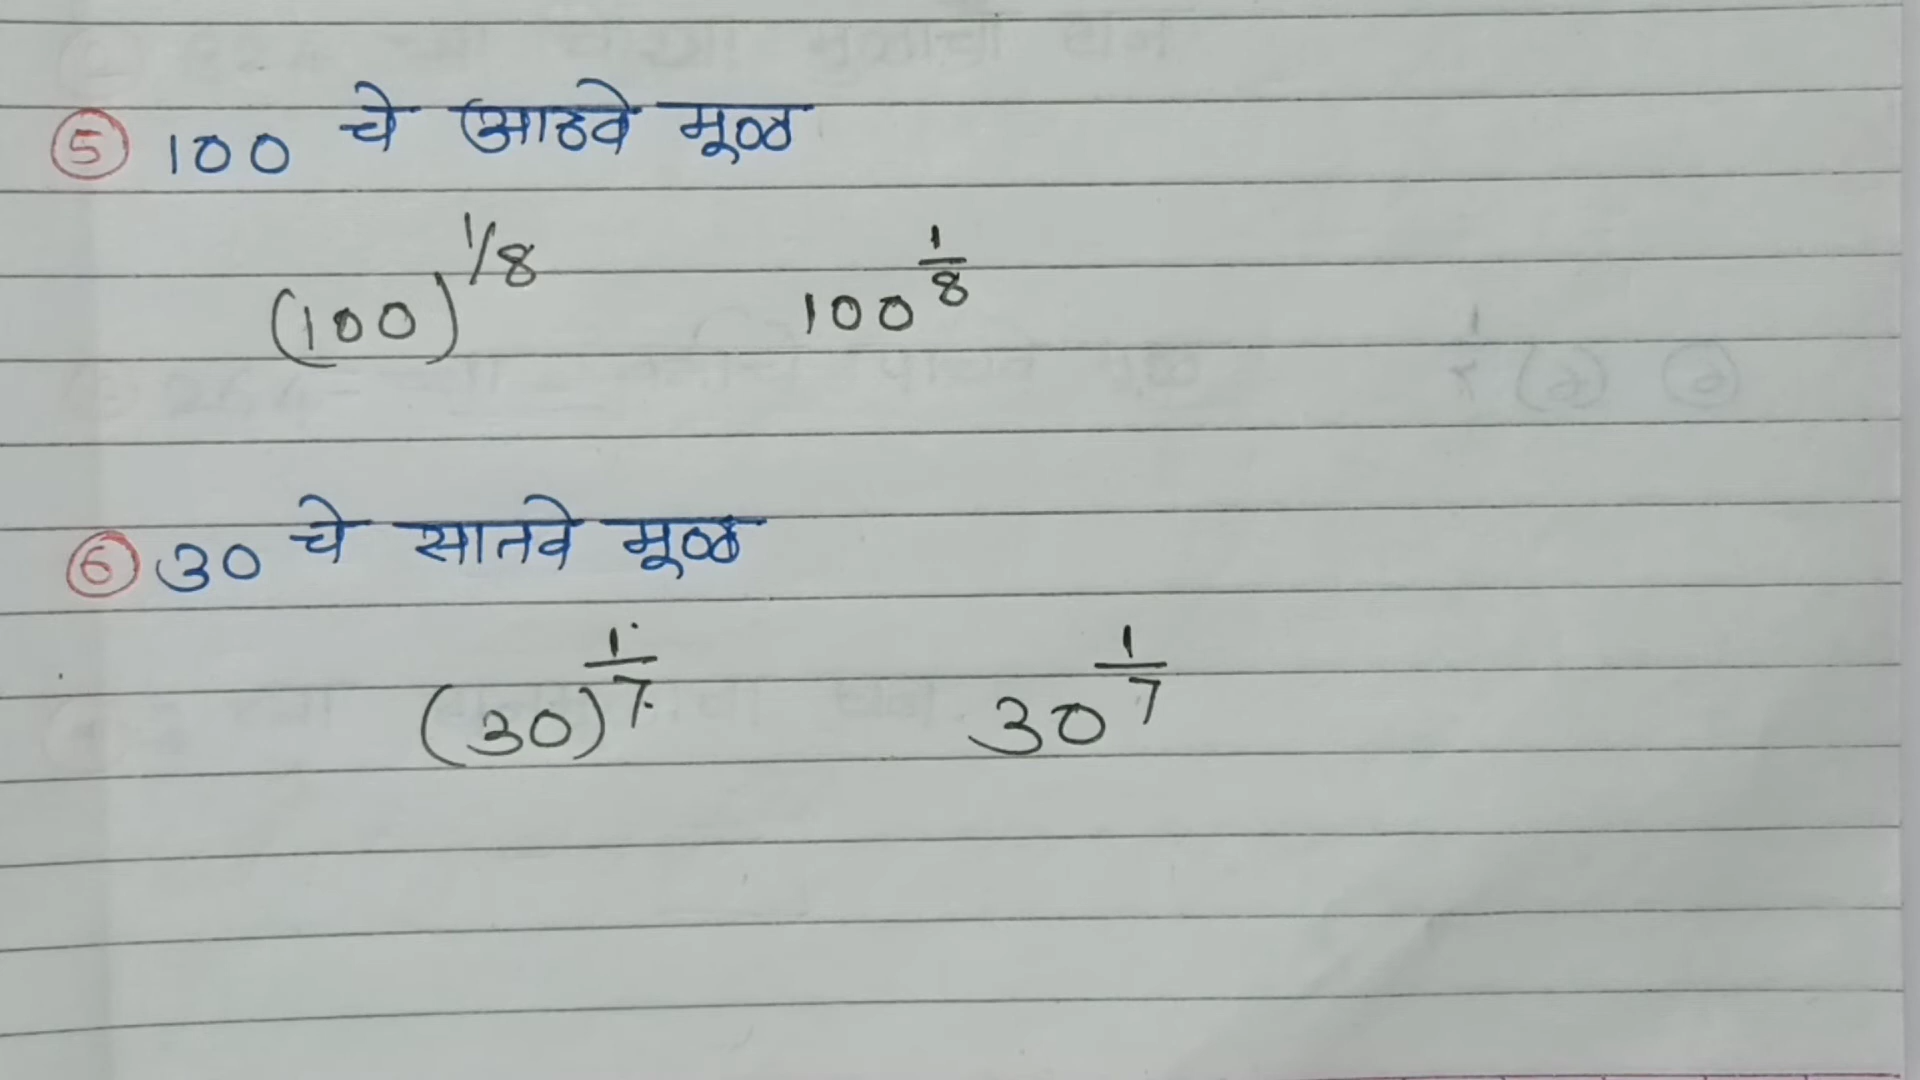 5 100 चे आठवे मूळ
(100)^1/8 100^1/8
6 30 चे सातवे मूळ
(30)^1/7 30^1/7